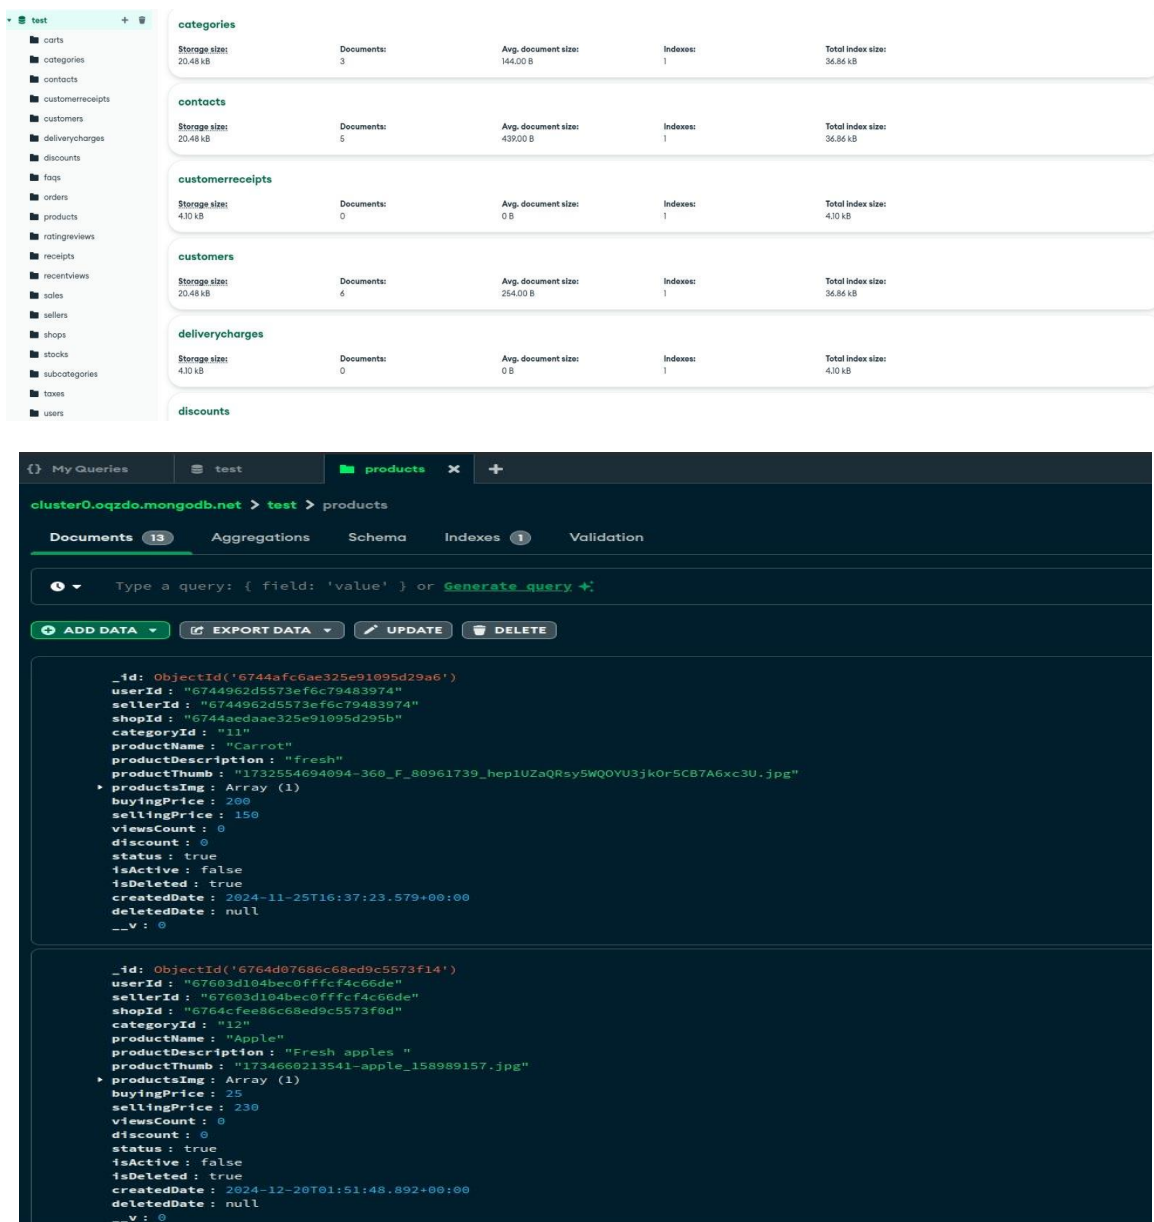 test
carts
categories
contacts
customerreceipts
customers
deliverycharges
discounts
faqs
orders
products
ratingreviews
receipts
recentviews
sales
sellers
shops
stocks
subcategories
taxes
users
categories
Storage size: Documents: Avg. document size: Indexes: Total index size:
20.48 kB 3 144.00 B 1 36.86 kB
contacts
Storage size: Documents: Avg. document size: Indexes: Total index size:
20.48 kB 5 439.00 B 1 36.86 kB
customerreceipts
Storage size: Documents: Avg. document size: Indexes: Total index size:
4.10 kB 0 0 B 1 4.10 kB
customers
Storage size: Documents: Avg. document size: Indexes: Total index size:
20.48 kB 6 254.00 B 1 36.86 kB
deliverycharges
Storage size: Documents: Avg. document size: Indexes: Total index size:
4.10 kB 0 0 B 1 4.10 kB
discounts
{} My Queries test products
cluster0.oqzdo.mongodb.net > test > products
Documents 13 Aggregations Schema Indexes 1 Validation
Type a query: { field: 'value' } or Generate query
ADD DATA EXPORT DATA UPDATE DELETE
_id: ObjectId('6744afc6ae325e91095d29a6')
userId : "6744962d5573ef6c79483974"
sellerId : "6744962d5573ef6c79483974"
shopId : "6744aedaae325e91095d295b"
categoryId : "11"
productName : "Carrot"
productDescription : "fresh"
productThumb : "1732554694094-360_F_80961739_hep1UZaQRsy5WQOYU3jkOr5CB7A6xc3U.jpg"
productsImg : Array (1)
buyingPrice : 200
sellingPrice : 150
viewsCount : 0
discount : 0
status : true
isActive : false
isDeleted : true
createdDate : 2024-11-25T16:37:23.579+00:00
deletedDate : null
__v : 0
_id: ObjectId('6764d07686c68ed9c5573f14')
userId : "67603d104bec0fffcf4c66de"
sellerId : "67603d104bec0fffcf4c66de"
shopId : "6764cfee86c68ed9c5573f0d"
categoryId : "12"
productName : "Apple"
productDescription : "Fresh apples "
productThumb : "1734660213541-apple_158989157.jpg"
productsImg : Array (1)
buyingPrice : 25
sellingPrice : 230
viewsCount : 0
discount : 0
status : true
isActive : false
isDeleted : true
createdDate : 2024-12-20T01:51:48.892+00:00
deletedDate : null
__v : 0